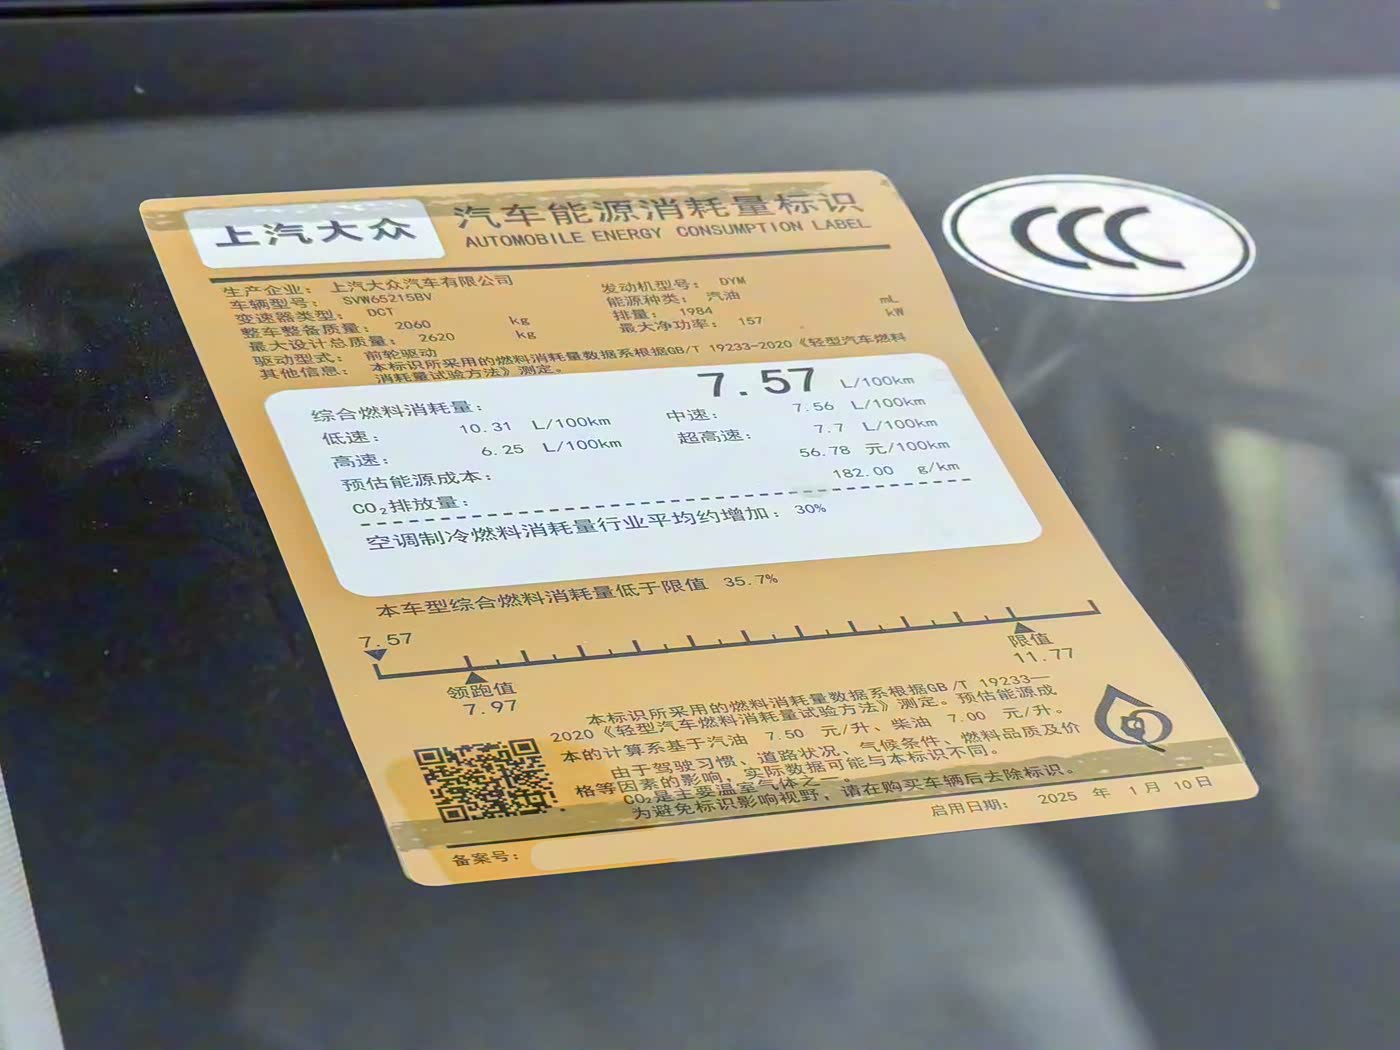 上汽大众
汽车能源消耗量标识
AUTOMOBILE ENERGY CONSUMPTION LABEL
生产企业： 上汽大众汽车有限公司
车辆型号： SVW6521SBV
变速器类型： DCT
整车整备质量： 2060 kg
最大设计总质量： 2620 kg
驱动型式： 前轮驱动
发动机型号： DYM
能源种类： 汽油
排量： 1984 mL
最大净功率： 157 kW
其他信息： 本标识所采用的燃料消耗量数据系根据GB/T 19233-2020《轻型汽车燃料
消耗量试验方法》测定。
综合燃料消耗量： 7.57 L/100km
低速： 10.31 L/100km 中速： 7.56 L/100km
高速： 6.25 L/100km 超高速： 7.7 L/100km
预估能源成本： 56.78 元/100km
CO₂排放量： 182.00 g/km
空调制冷燃料消耗量行业平均约增加： 30%
本车型综合燃料消耗量低于限值 35.7%
7.57
领跑值
7.97
限值
11.77
本标识所采用的燃料消耗量数据系根据GB/T 19233—
2020《轻型汽车燃料消耗量试验方法》测定。预估能源成
本的计算系基于汽油 7.50 元/升、柴油 7.00 元/升。
由于驾驶习惯、道路状况、气候条件、燃料品质及价
格等因素的影响，实际数据可能与本标识不同。
CO₂是主要温室气体之一。
为避免标识影响视野，请在购买车辆后去除标识。
备案号：
启用日期： 2025 年 1月 10日
CCC